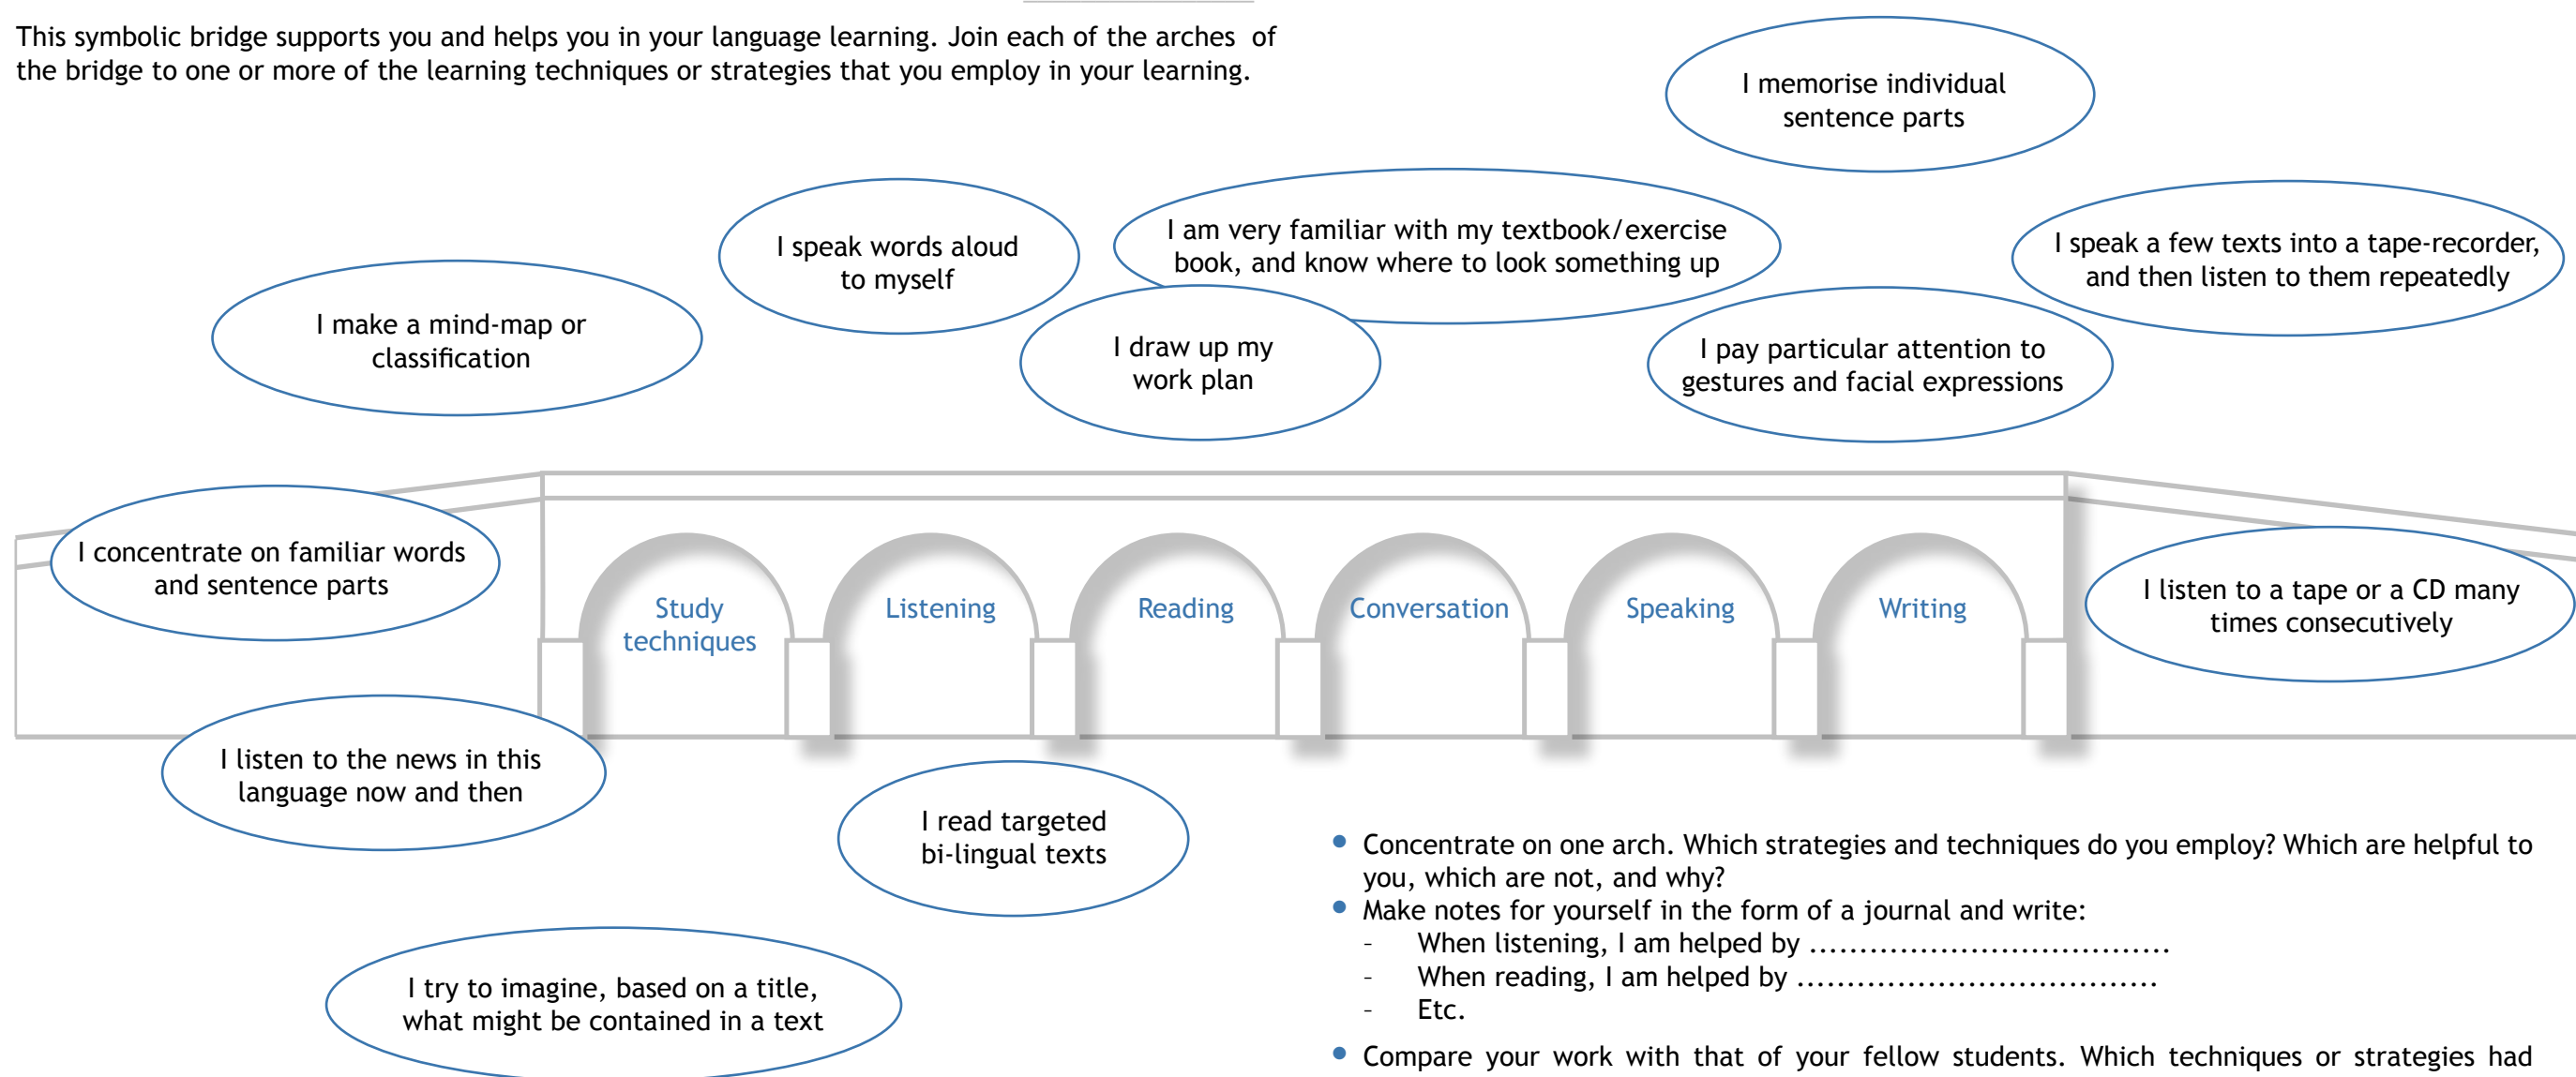 This symbolic bridge supports you and helps you in your language learning. Join each of the arches of
the bridge to one or more of the learning techniques or strategies that you employ in your learning.
I memorise individual
sentence parts
I speak words aloud
to myself
I am very familiar with my textbook/exercise
book, and know where to look something up
I speak a few texts into a tape-recorder,
and then listen to them repeatedly
I make a mind-map or
classification
I draw up my
work plan
I pay particular attention to
gestures and facial expressions
I concentrate on familiar words
and sentence parts
Study
techniques
Listening
Reading
Conversation
Speaking
Writing
I listen to a tape or a CD many
times consecutively
I listen to the news in this
language now and then
I read targeted
bi-lingual texts
I try to imagine, based on a title,
what might be contained in a text
• Concentrate on one arch. Which strategies and techniques do you employ? Which are helpful to
you, which are not, and why?
• Make notes for yourself in the form of a journal and write:
- When listening, I am helped by ...................................
- When reading, I am helped by ...................................
- Etc.
• Compare your work with that of your fellow students. Which techniques or strategies had